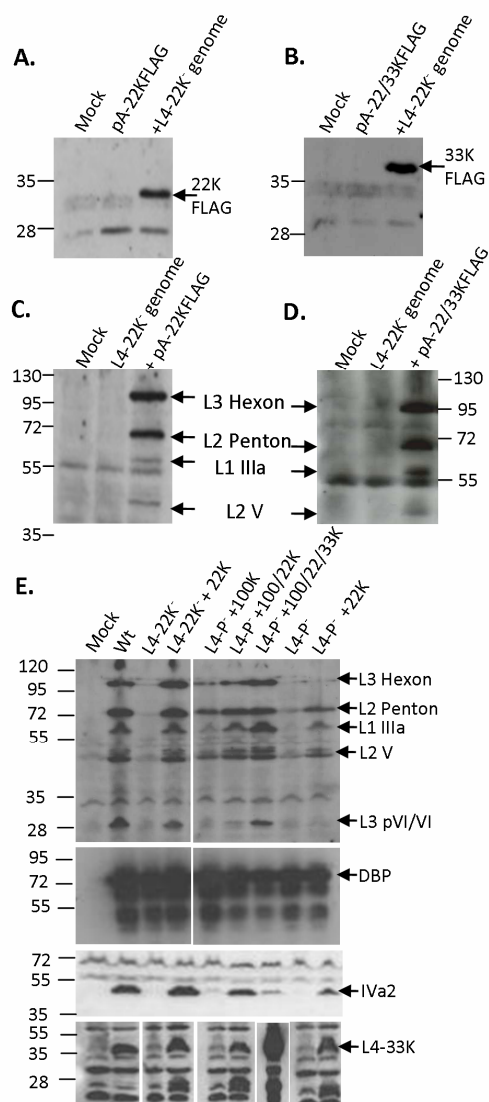 A.
Mock
pA-22KFLAG
+L4-22K⁻ genome
35
28
22K
FLAG
B.
Mock
pA-22/33KFLAG
+L4-22K⁻ genome
35
28
33K
FLAG
C.
Mock
L4-22K⁻ genome
+ pA-22KFLAG
130
95
72
55
35
L3 Hexon
L2 Penton
L1 IIIa
L2 V
D.
Mock
L4-22K⁻ genome
+ pA-22/33KFLAG
130
95
72
55
E.
Mock
Wt
L4-22K⁻
L4-22K⁻ + 22K
L4-P⁻ +100K
L4-P⁻ +100/22K
L4-P⁻ +100/22/33K
L4-P⁻
L4-P⁻ +22K
120
95
72
55
35
28
L3 Hexon
L2 Penton
L1 IIIa
L2 V
L3 pVI/VI
95
72
55
DBP
72
55
35
IVa2
55
35
28
L4-33K